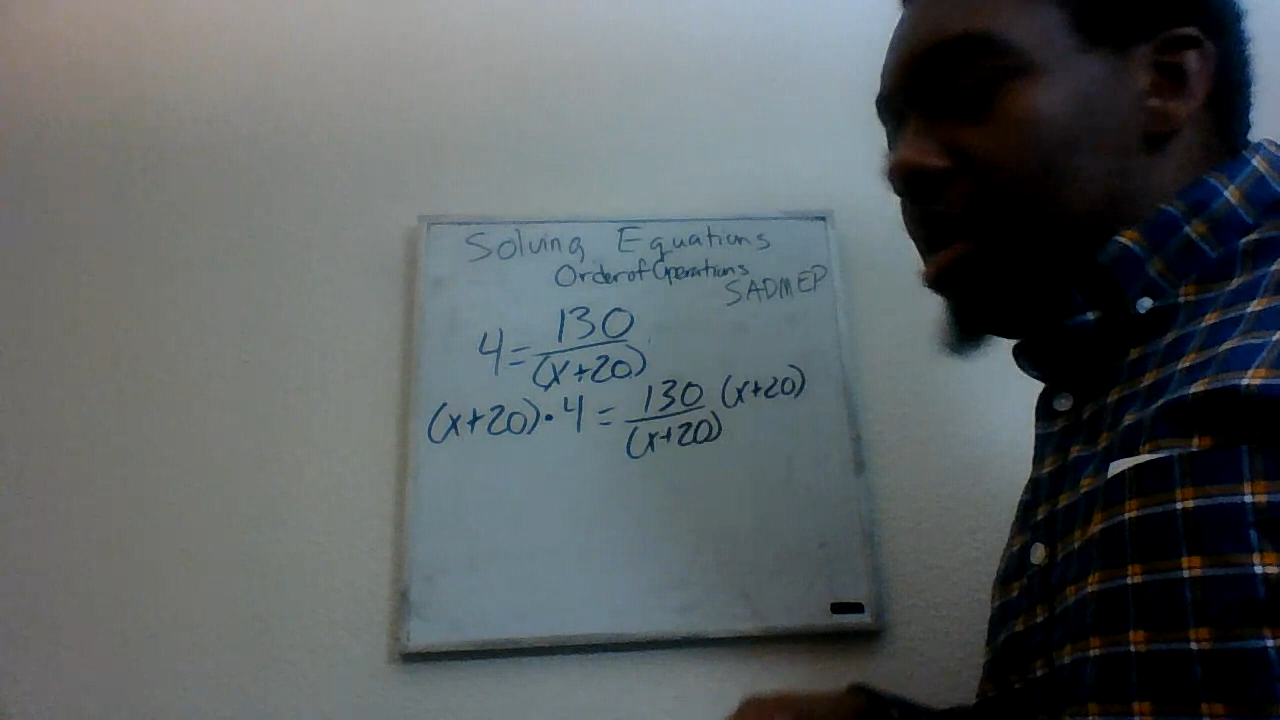 Solving Equations
Order of Operations
SADMEP
4 = 130/(x+20)
(x+20) · 4 = 130/(x+20) (x+20)